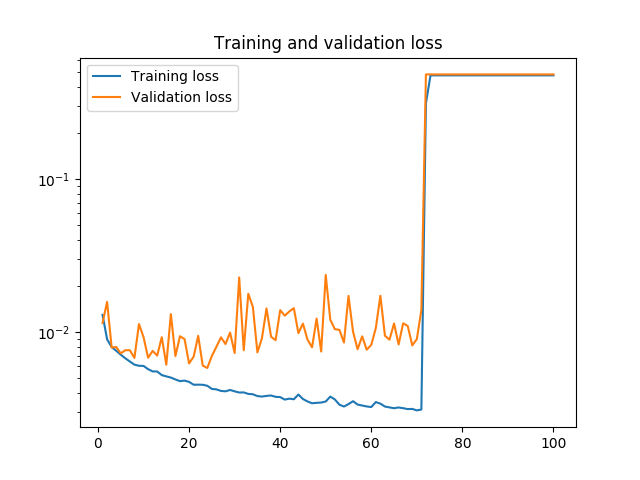 Training and validation loss
Training loss
Validation loss
10⁻¹
10⁻²
0 20 40 60 80 100